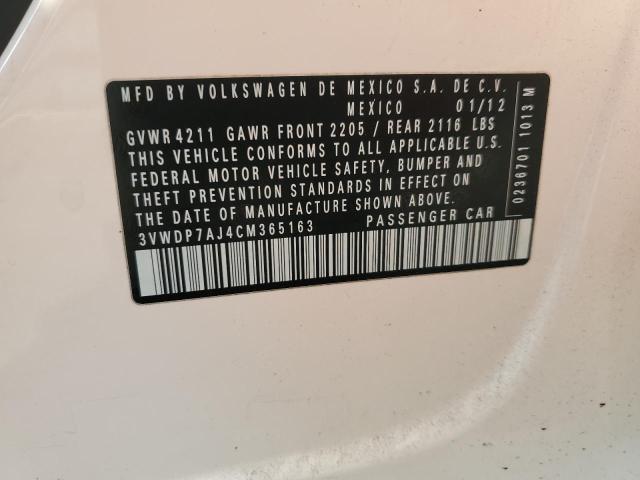 MFD BY VOLKSWAGEN DE MEXICO S.A. DE C.V.
MEXICO 01/12
GVWR 4211 GAWR FRONT 2205 / REAR 2116 LBS
THIS VEHICLE CONFORMS TO ALL APPLICABLE U.S.
FEDERAL MOTOR VEHICLE SAFETY, BUMPER AND
THEFT PREVENTION STANDARDS IN EFFECT ON
THE DATE OF MANUFACTURE SHOWN ABOVE.
3VWDP7AJ4CM365163 PASSENGER CAR
0236701 1013 M